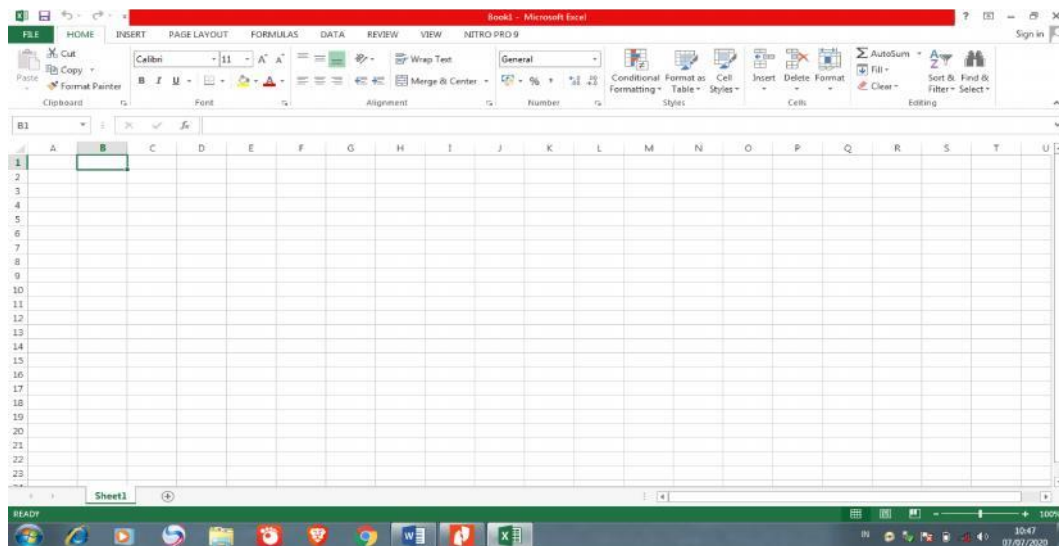 Book1 - Microsoft Excel
FILE HOME INSERT PAGE LAYOUT FORMULAS DATA REVIEW VIEW NITRO PRO 9 Sign in
Cut
Copy
Format Painter
Paste
Clipboard
Calibri 11
B I U
Font
Wrap Text
Merge & Center
Alignment
General
%
Number
Conditional Formatting
Format as Table
Cell Styles
Styles
Insert Delete Format
Cells
AutoSum
Fill
Clear
Sort & Filter
Find & Select
Editing
B1 fx
A B C D E F G H I J K L M N O P Q R S T U
1
2
3
4
5
6
7
8
9
10
11
12
13
14
15
16
17
18
19
20
21
22
23
Sheet1
READY 100%
IN 10:47
07/07/2020